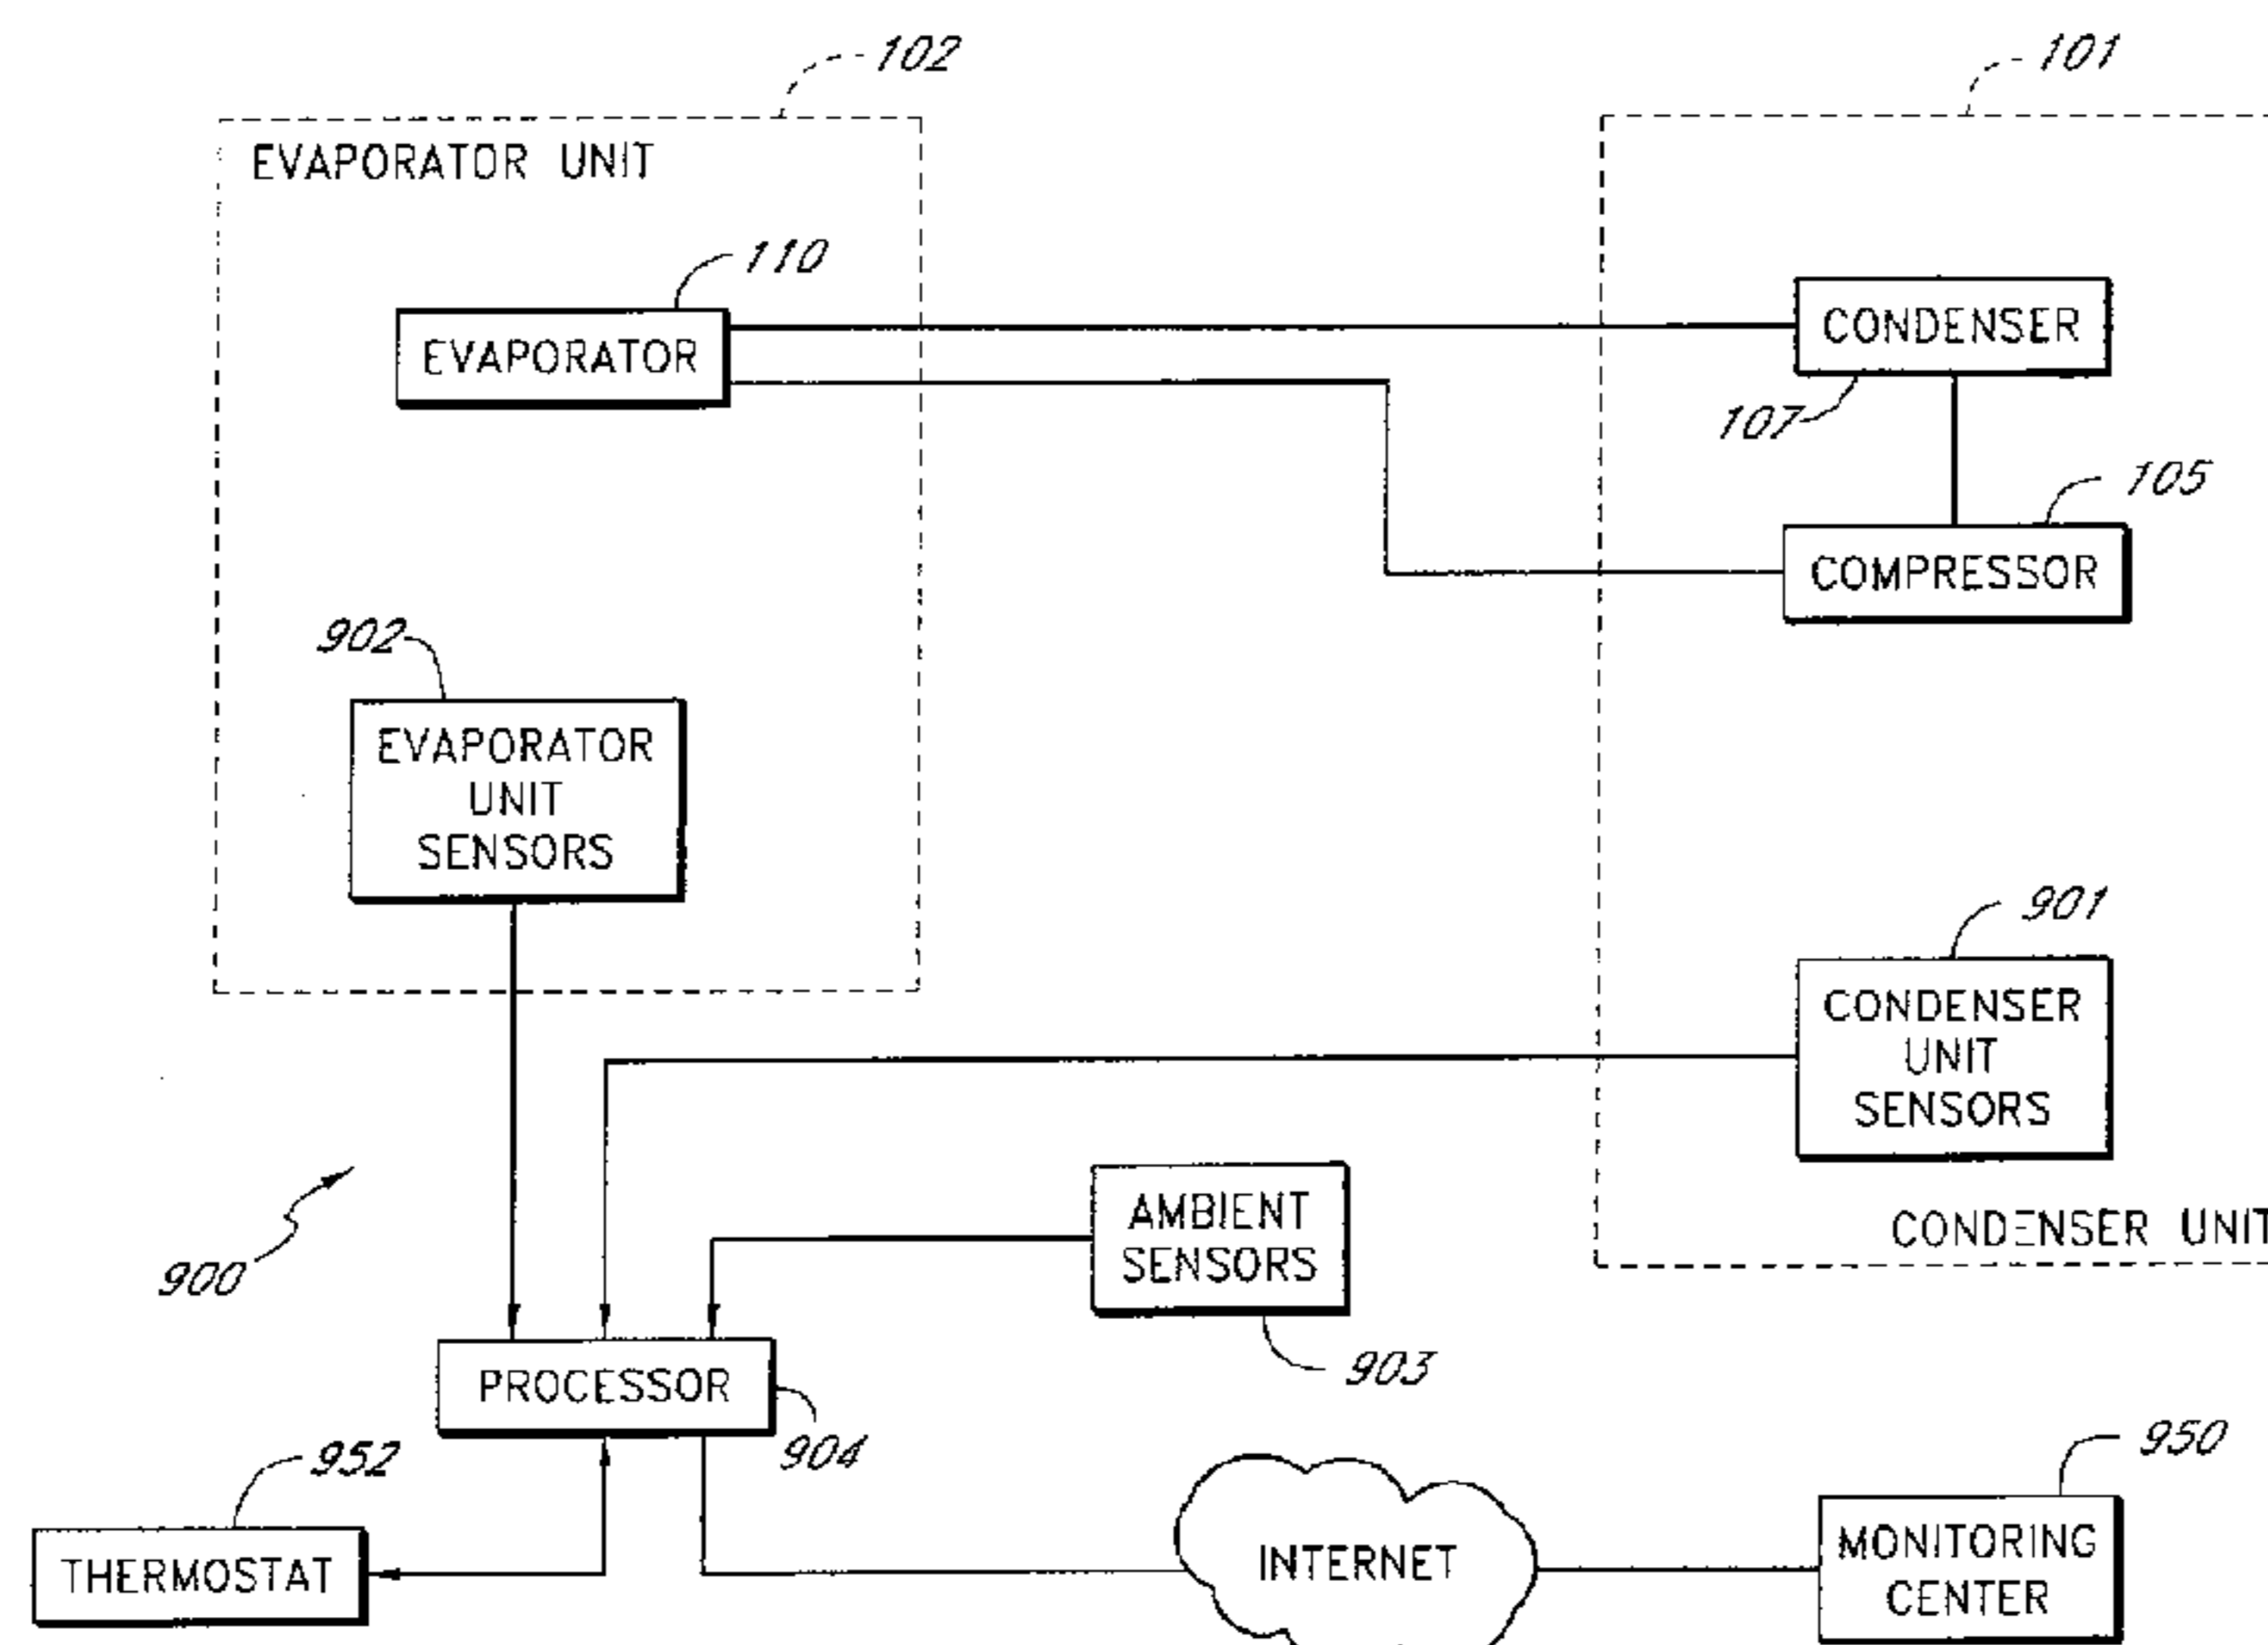 102
101
EVAPORATOR UNIT
110
EVAPORATOR
CONDENSER
107
105
COMPRESSOR
902
EVAPORATOR
UNIT
SENSORS
901
CONDENSER
UNIT
SENSORS
CONDENSER UNIT
AMBIENT
SENSORS
900
903
PROCESSOR
904
952
THERMOSTAT
INTERNET
950
MONITORING
CENTER